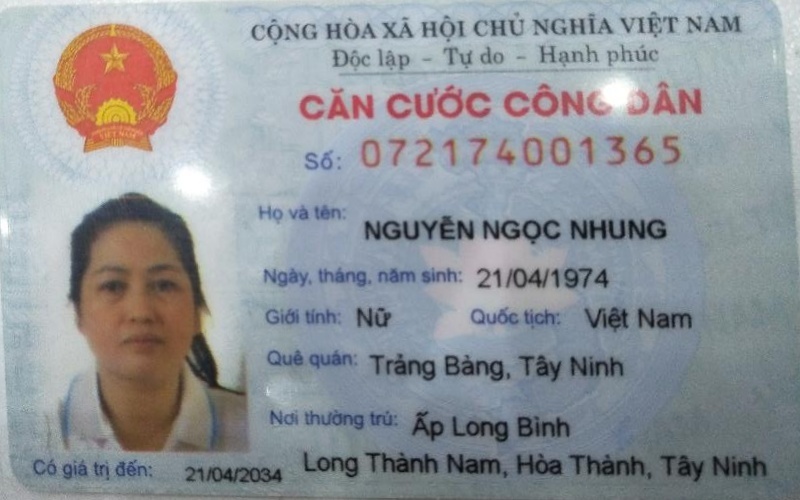 CỘNG HÒA XÃ HỘI CHỦ NGHĨA VIỆT NAM
Độc lập - Tự do - Hạnh phúc
CĂN CƯỚC CÔNG DÂN
Số: 072174001365
Họ và tên: NGUYỄN NGỌC NHUNG
Ngày, tháng, năm sinh: 21/04/1974
Giới tính: Nữ Quốc tịch: Việt Nam
Quê quán: Trảng Bàng, Tây Ninh
Nơi thường trú: Ấp Long Bình
Long Thành Nam, Hòa Thành, Tây Ninh
Có giá trị đến: 21/04/2034